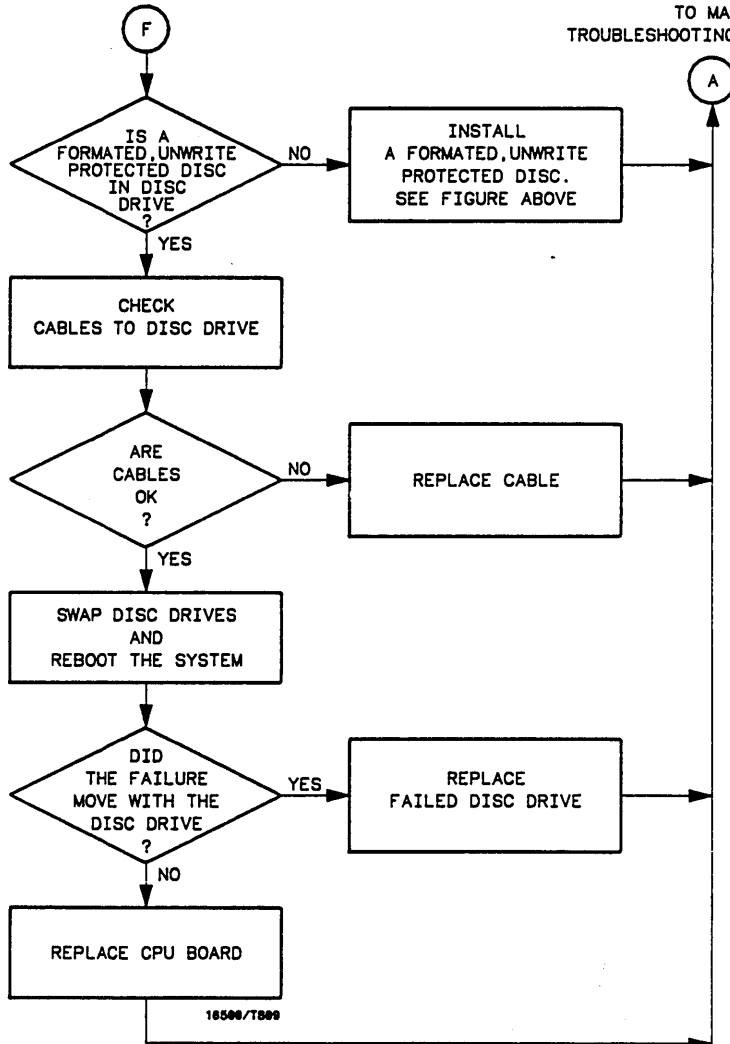 F
TO MA
TROUBLESHOOTING
A
IS A
FORMATED,UNWRITE
PROTECTED DISC
IN DISC
DRIVE
?
NO
INSTALL
A FORMATED,UNWRITE
PROTECTED DISC.
SEE FIGURE ABOVE
YES
CHECK
CABLES TO DISC DRIVE
ARE
CABLES
OK
?
NO
REPLACE CABLE
YES
SWAP DISC DRIVES
AND
REBOOT THE SYSTEM
DID
THE FAILURE
MOVE WITH THE
DISC DRIVE
?
YES
REPLACE
FAILED DISC DRIVE
NO
REPLACE CPU BOARD